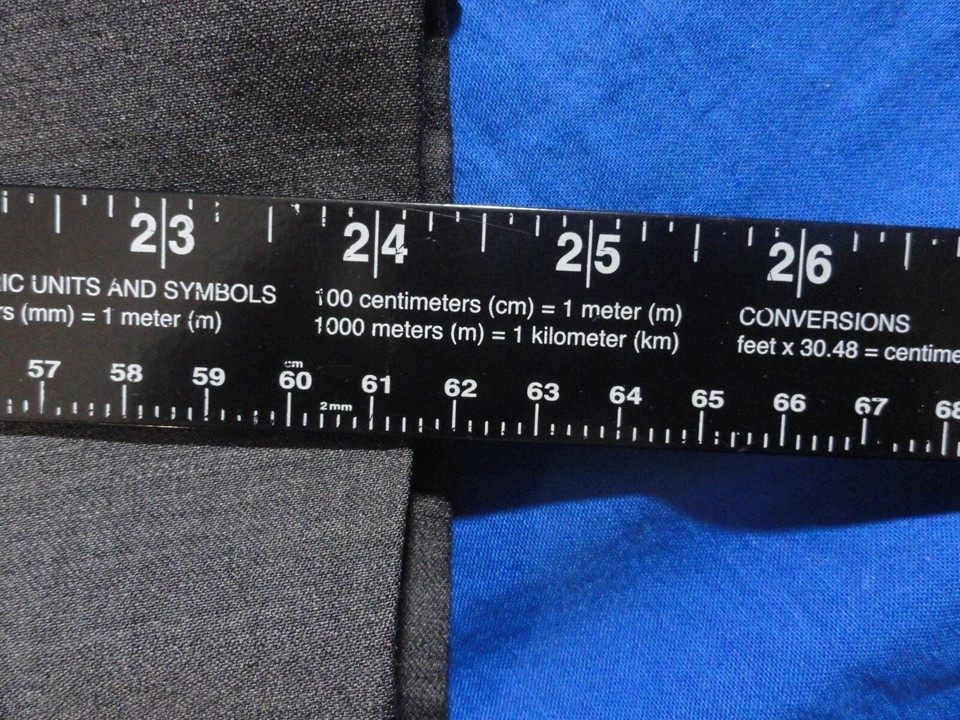 23 24 25 26
IC UNITS AND SYMBOLS
rs (mm) = 1 meter (m)
100 centimeters (cm) = 1 meter (m)
1000 meters (m) = 1 kilometer (km)
CONVERSIONS
feet x 30.48 = centime
cm
57 58 59 60 61 62 63 64 65 66 67 68
2mm